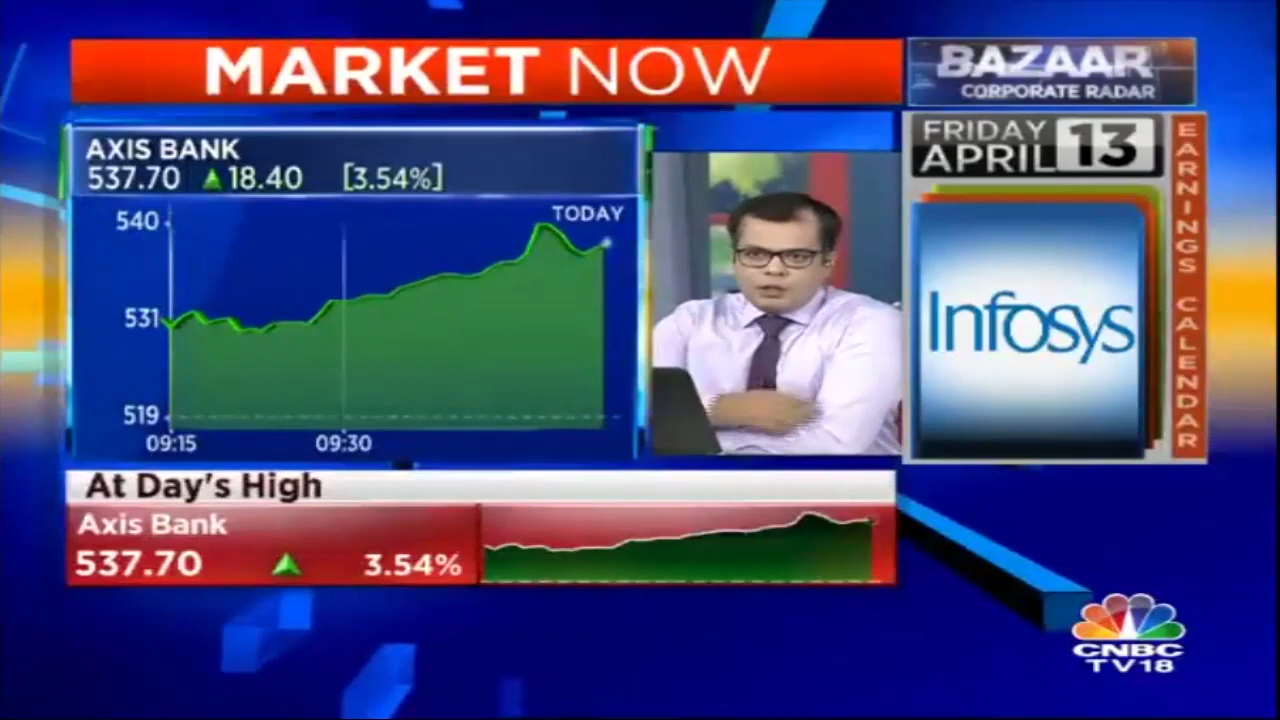 MARKET NOW
BAZAAR
CORPORATE RADAR
AXIS BANK
537.70 ▲ 18.40 [3.54%]
TODAY
540
531
519
09:15 09:30
FRIDAY
APRIL 13
Infosys
EARNINGS CALENDAR
At Day's High
Axis Bank
537.70 ▲ 3.54%
CNBC
TV18